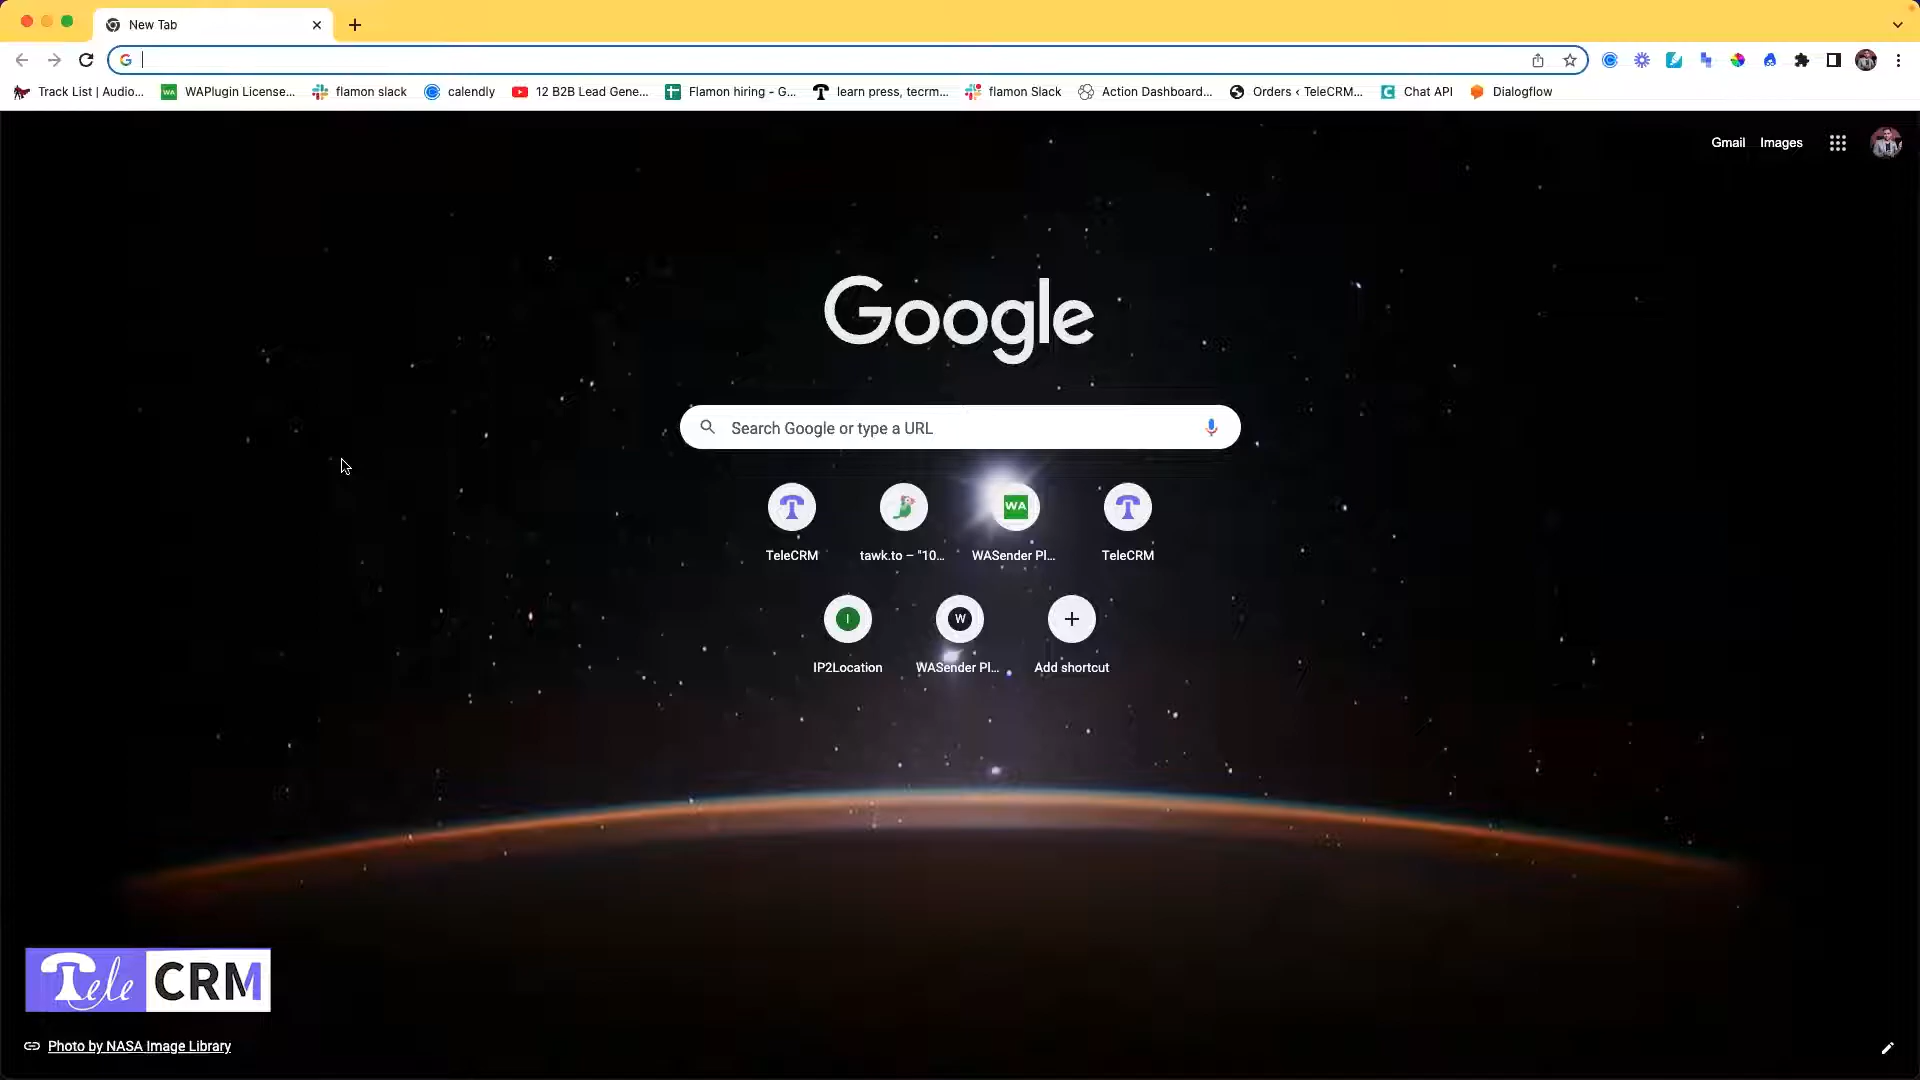 New Tab
Track List | Audio...
WAPlugin License...
flamon slack
calendly
12 B2B Lead Gene...
Flamon hiring - G...
learn press, tecrm...
flamon Slack
Action Dashboard...
Orders ‹ TeleCRM...
Chat API
Dialogflow
Gmail
Images
Google
Search Google or type a URL
WA
TeleCRM
tawk.to – "10...
WASender Pl...
TeleCRM
I
W
IP2Location
WASender Pl...
Add shortcut
Tele CRM
Photo by NASA Image Library